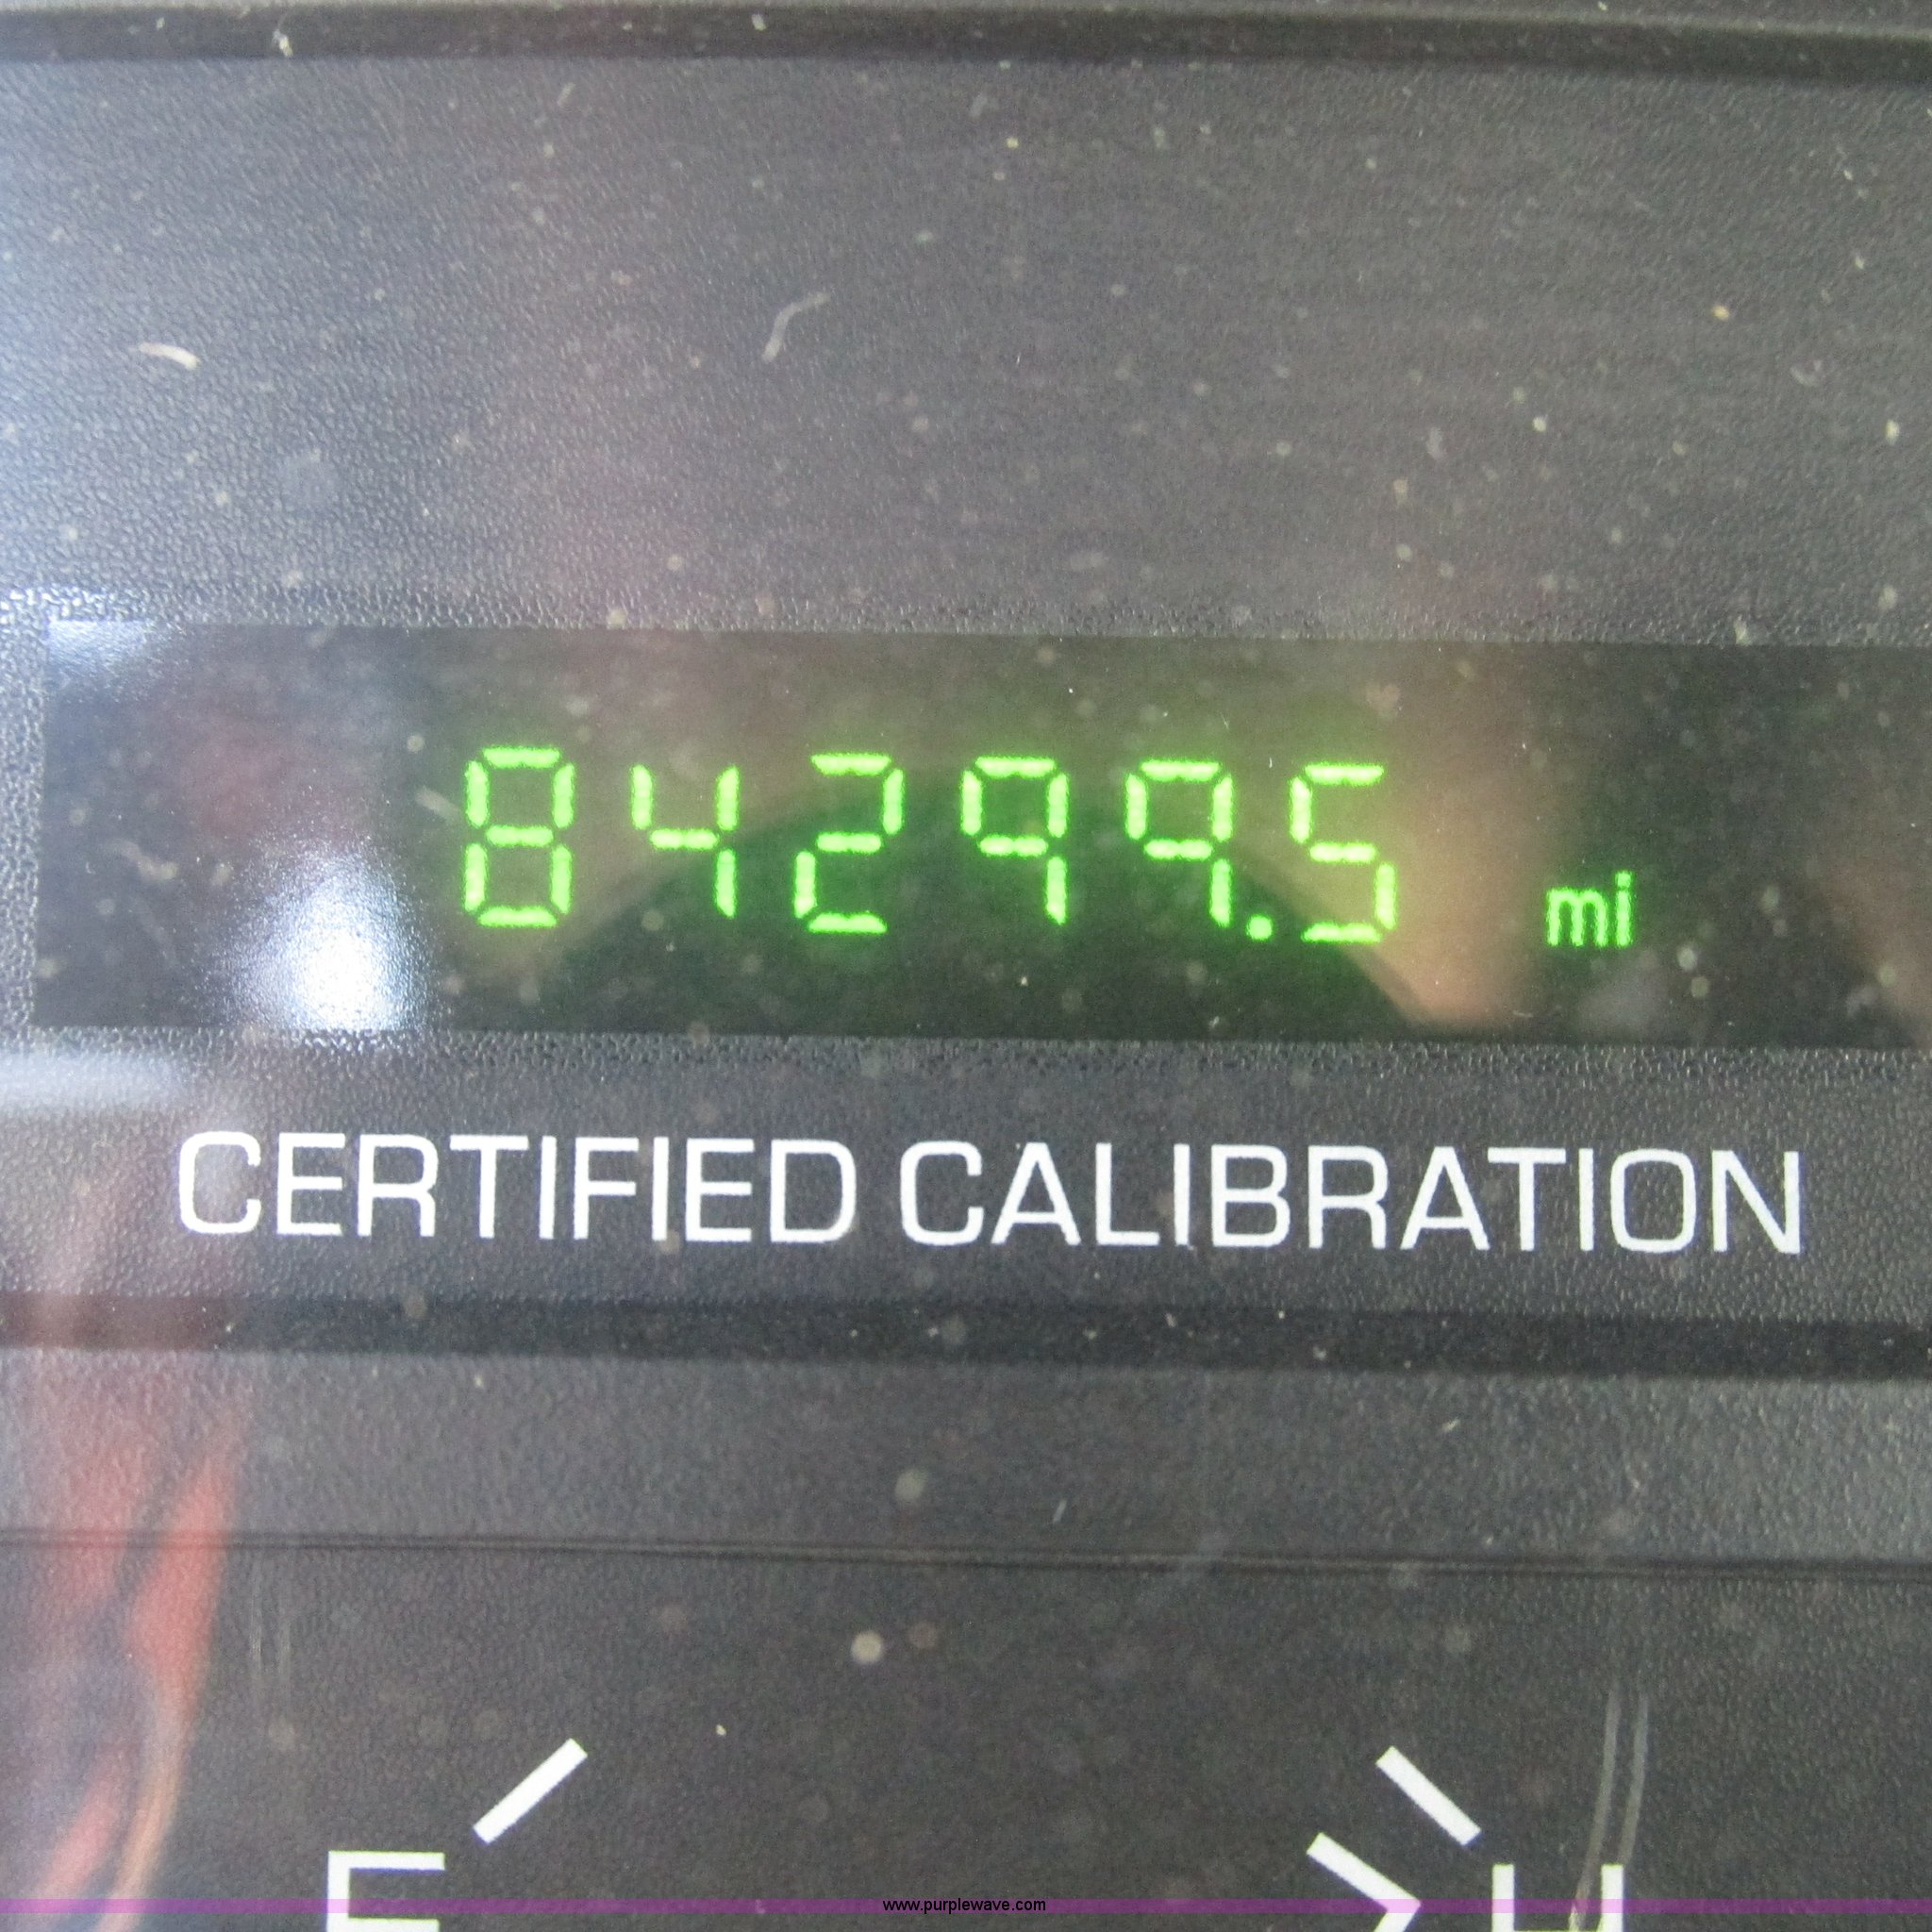 84299.5 mi
CERTIFIED CALIBRATION
F H
www.purplewave.com